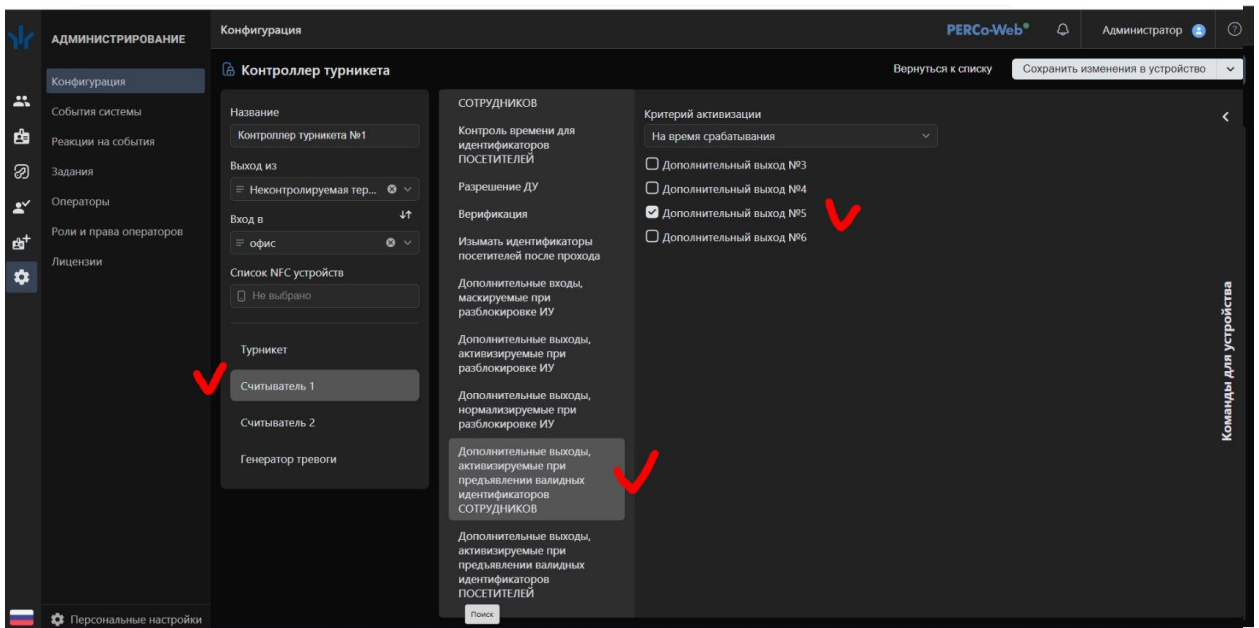 АДМИНИСТРИРОВАНИЕ
Конфигурация
PERCo-Web
Администратор
Конфигурация
События системы
Реакции на события
Задания
Операторы
Роли и права операторов
Лицензии
Персональные настройки
Контроллер турникета
Вернуться к списку
Сохранить изменения в устройство
Название
Контроллер турникета №1
Выход из
Неконтролируемая тер...
Вход в
офис
Список NFC устройств
Не выбрано
Турникет
Считыватель 1
Считыватель 2
Генератор тревоги
СОТРУДНИКОВ
Контроль времени для
идентификаторов
ПОСЕТИТЕЛЕЙ
Разрешение ДУ
Верификация
Изымать идентификаторы
посетителей после прохода
Дополнительные входы,
маскируемые при
разблокировке ИУ
Дополнительные выходы,
активизируемые при
разблокировке ИУ
Дополнительные выходы,
нормализируемые при
разблокировке ИУ
Дополнительные выходы,
активизируемые при
предъявлении валидных
идентификаторов
СОТРУДНИКОВ
Дополнительные выходы,
активизируемые при
предъявлении валидных
идентификаторов
ПОСЕТИТЕЛЕЙ
Поиск
Критерий активизации
На время срабатывания
Дополнительный выход №3
Дополнительный выход №4
Дополнительный выход №5
Дополнительный выход №6
Команды для устройства